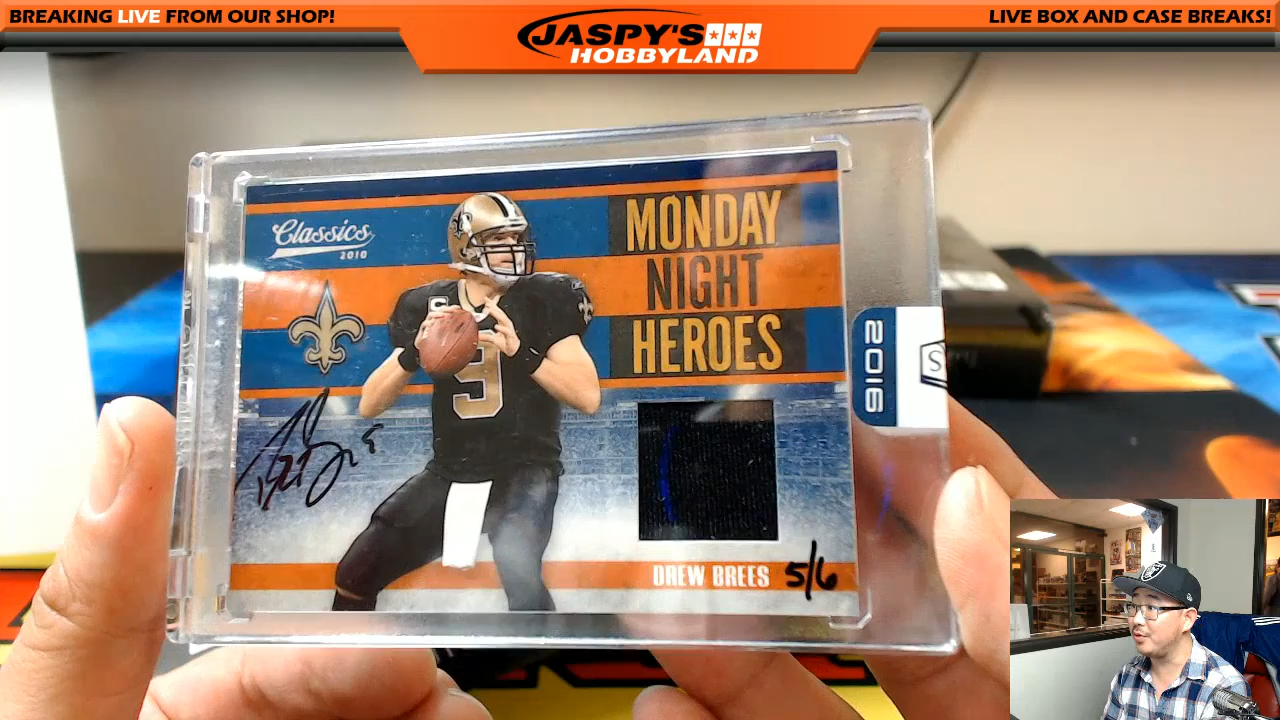 BREAKING LIVE FROM OUR SHOP!
JASPY'S
HOBBYLAND
LIVE BOX AND CASE BREAKS!
Classics
2010
MONDAY
NIGHT
HEROES
9
2016
DREW BREES 5/6